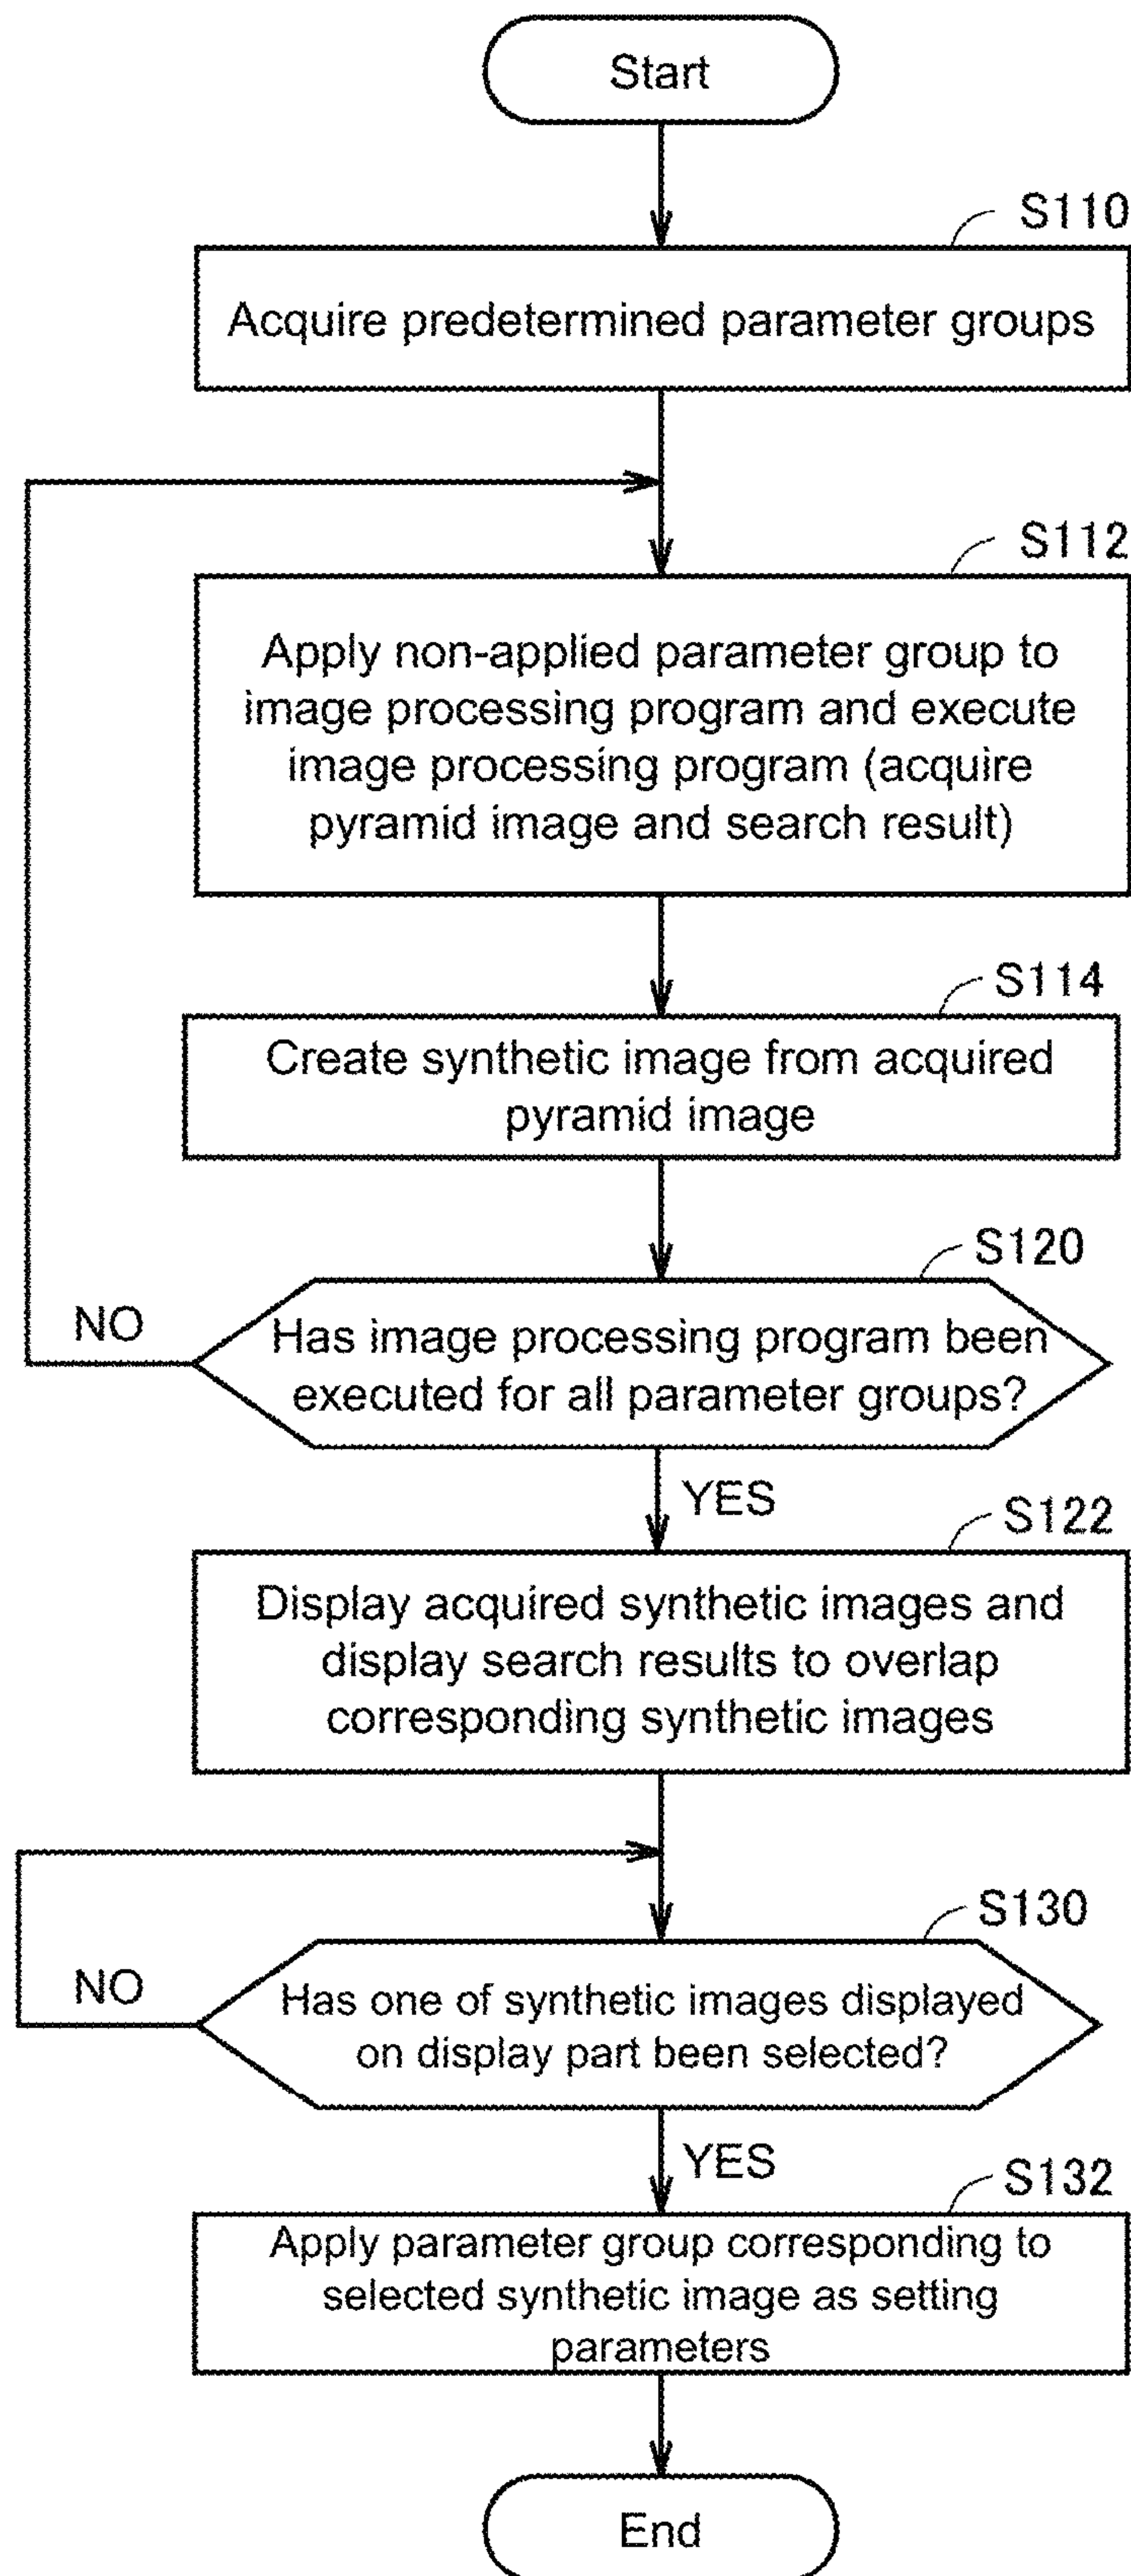 Start
S110
Acquire predetermined parameter groups
S112
Apply non-applied parameter group to
image processing program and execute
image processing program (acquire
pyramid image and search result)
S114
Create synthetic image from acquired
pyramid image
S120
NO
Has image processing program been
executed for all parameter groups?
YES
S122
Display acquired synthetic images and
display search results to overlap
corresponding synthetic images
S130
NO
Has one of synthetic images displayed
on display part been selected?
YES
S132
Apply parameter group corresponding to
selected synthetic image as setting
parameters
End